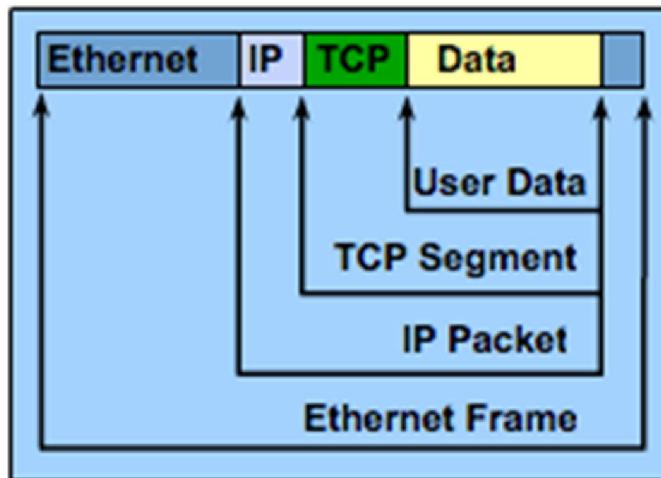 Ethernet IP TCP Data
User Data
TCP Segment
IP Packet
Ethernet Frame